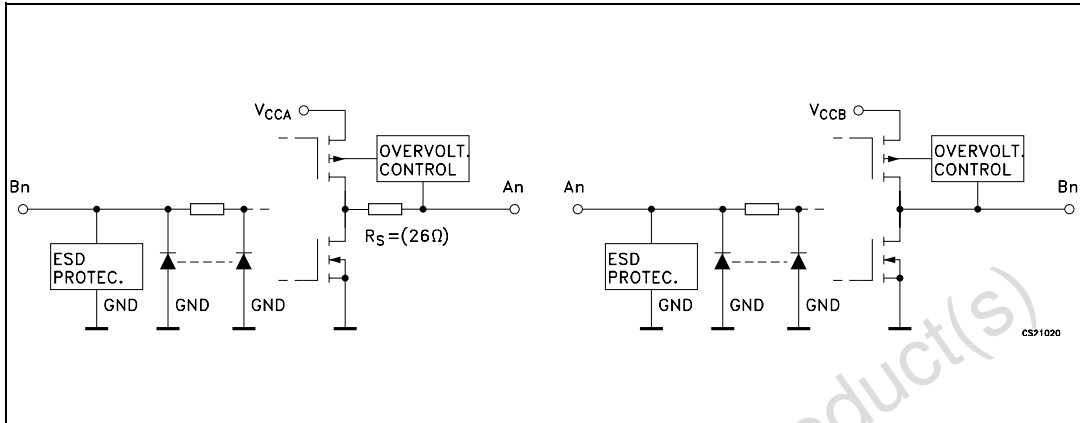 VCCA
OVERVOLT.
CONTROL
Bn
An
RS=(26Ω)
ESD
PROTEC.
GND
GND
GND
VCCB
OVERVOLT.
CONTROL
An
Bn
ESD
PROTEC.
GND
GND
GND
CS21020